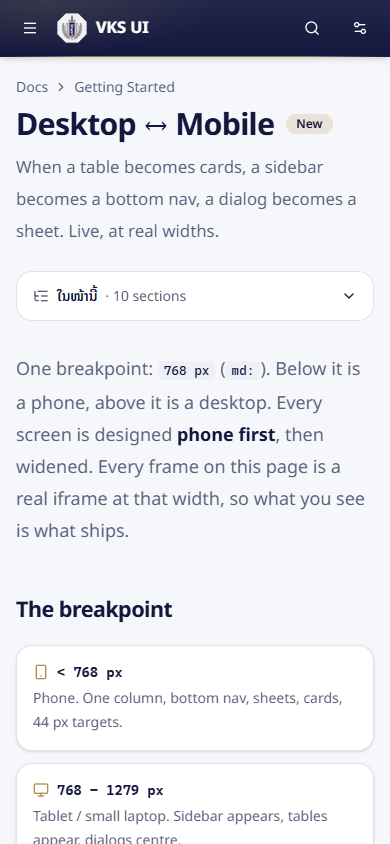 VKS UI
Docs > Getting Started
Desktop ↔ Mobile New
When a table becomes cards, a sidebar
becomes a bottom nav, a dialog becomes a
sheet. Live, at real widths.
ในหน้านี้ · 10 sections
One breakpoint: 768 px ( md: ). Below it is
a phone, above it is a desktop. Every
screen is designed phone first, then
widened. Every frame on this page is a
real iframe at that width, so what you see
is what ships.
The breakpoint
< 768 px
Phone. One column, bottom nav, sheets, cards,
44 px targets.
768 – 1279 px
Tablet / small laptop. Sidebar appears, tables
appear, dialogs centre.